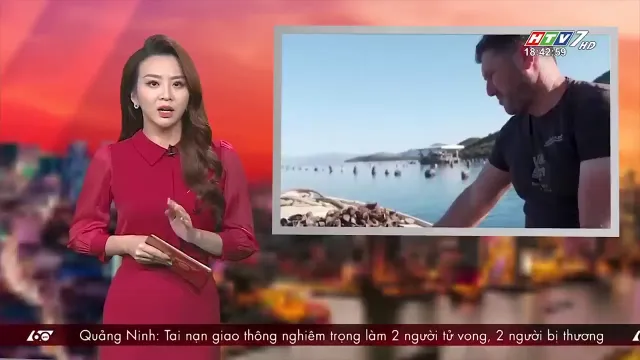 HTV7 HD
18:42:59
60
Quảng Ninh: Tai nạn giao thông nghiêm trọng làm 2 người tử vong, 2 người bị thương